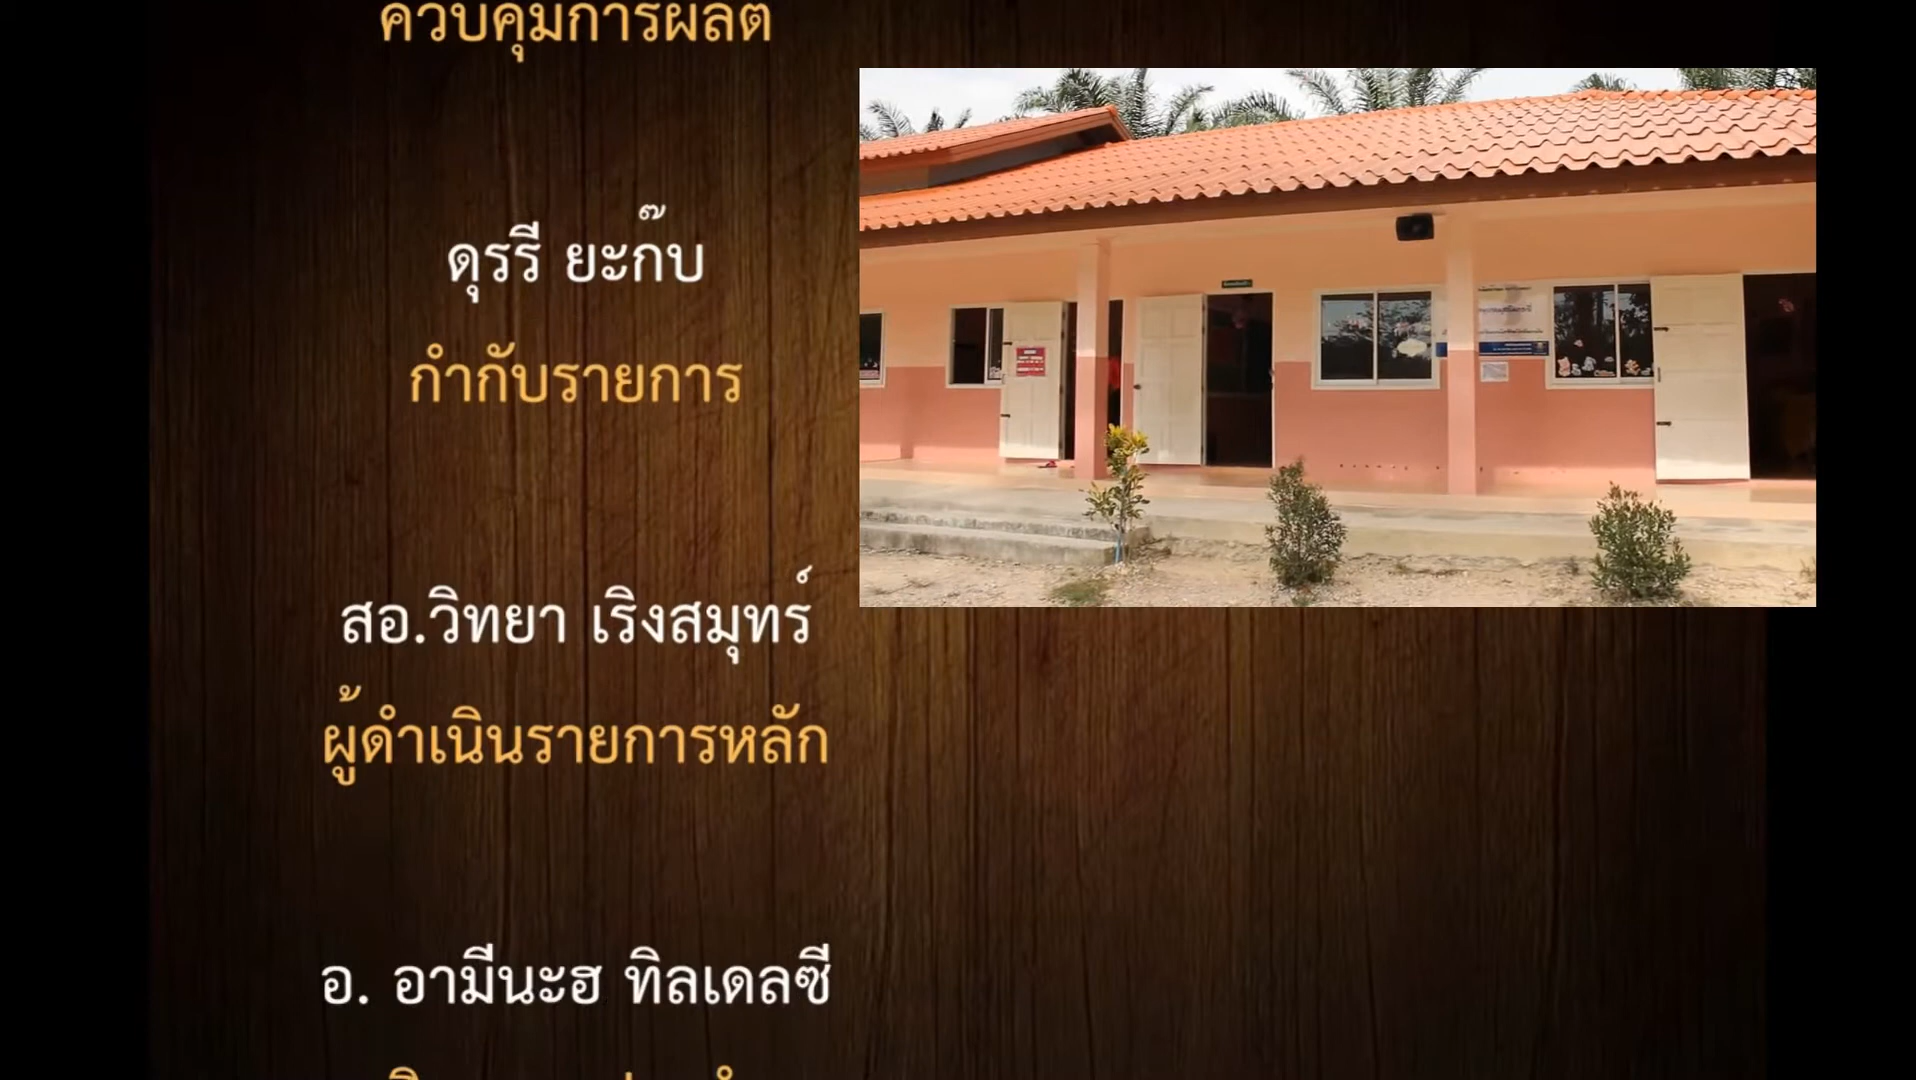 ควบคุมการผลิต
ดุรรี ยะก๊บ
กำกับรายการ
สอ.วิทยา เริงสมุทร์
ผู้ดำเนินรายการหลัก
อ. อามีนะฮ ทิลเดลซี